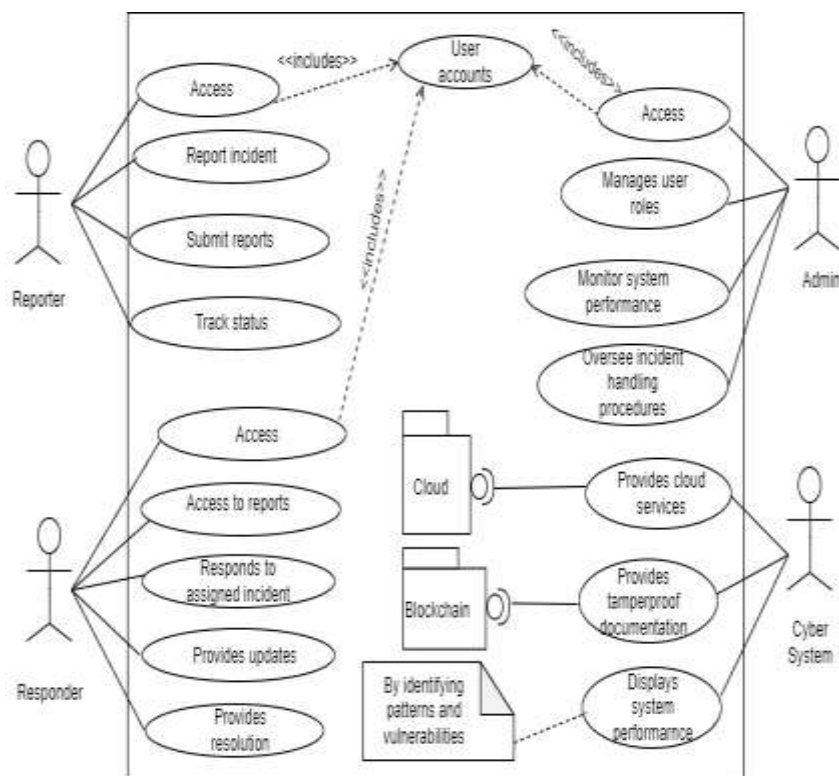 <<includes>>
User
accounts
<<includes>>
Access
Access
Report incident
Manages user
roles
<<includes>>
Submit reports
Reporter
Admin
Monitor system
performance
Track status
Oversee incident
handling
procedures
Access
Cloud
Provides cloud
services
Access to reports
Responds to
assigned incident
Blockchain
Provides
tamperproof
documentation
Cyber
System
Provides updates
Responder
By identifying
patterns and
vulnerabilities
Displays
system
performarnce
Provides
resolution